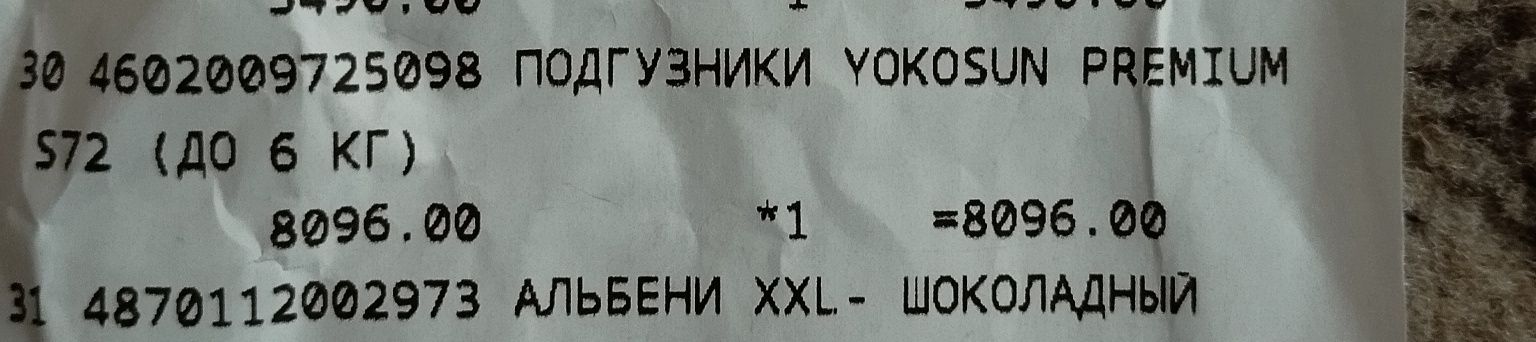 30 4602009725098 ПОДГУЗНИКИ YOKOSUN PREMIUM
S72 (ДО 6 КГ)
8096.00 *1 =8096.00
31 4870112002973 АЛЬБЕНИ XXL- ШОКОЛАДНЫЙ